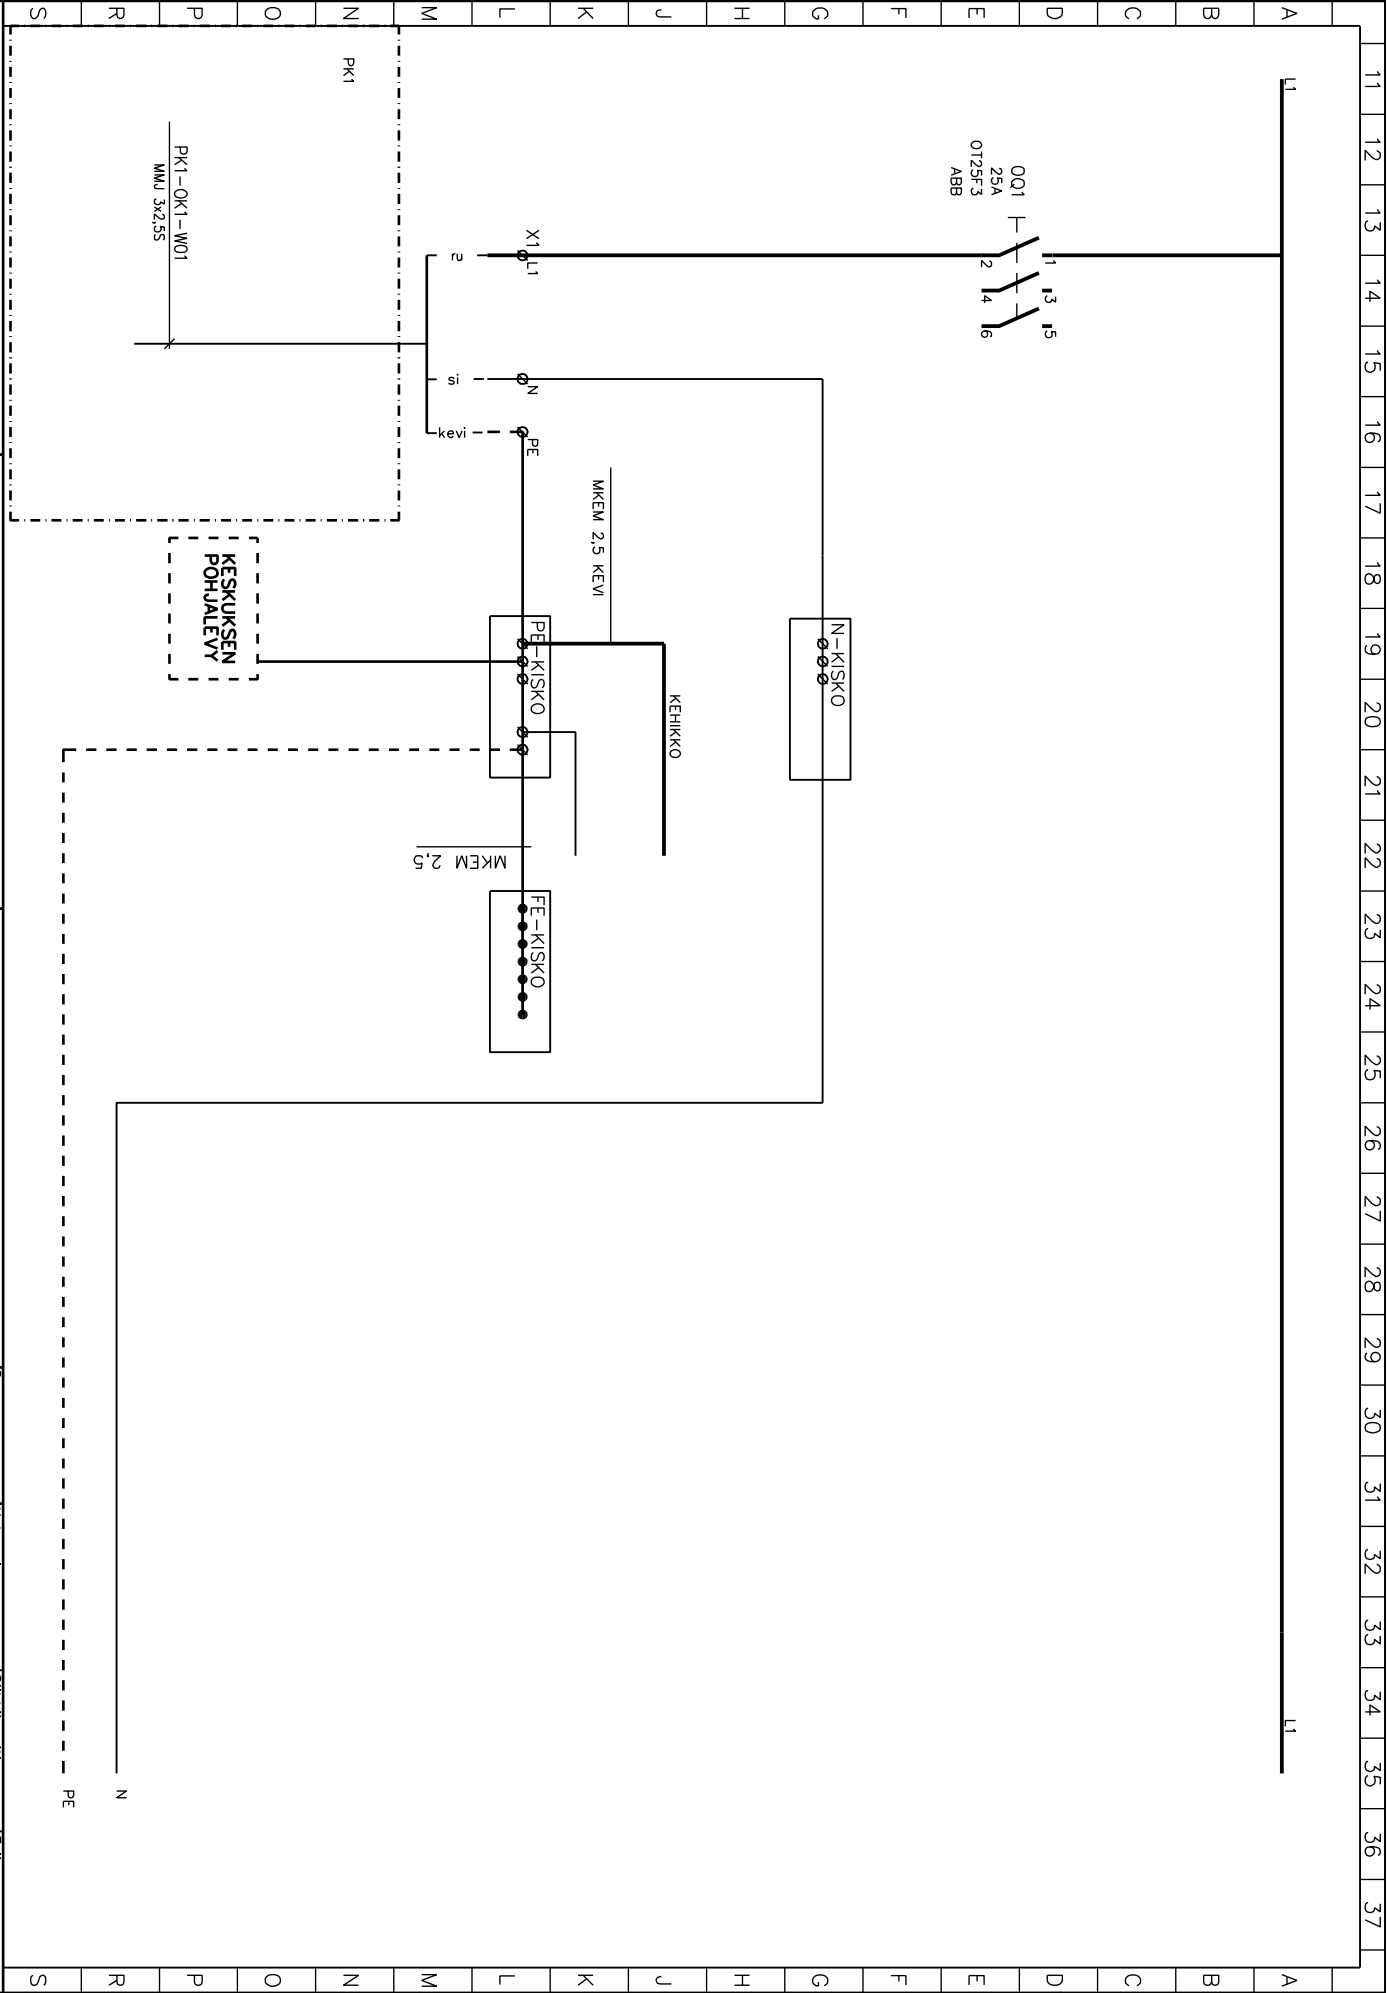 11 12 13 14 15 16 17 18 19 20 21 22 23 24 25 26 27 28 29 30 31 32 33 34 35 36 37
A
B
C
D
E
F
G
H
J
K
L
M
N
O
P
R
S
L1
L1
0Q1
25A
OT25F3
ABB
1
2
3
4
5
6
N-KISKO
KEHIKKO
MKEM 2,5 KEVI
X1
L1
N
PE
PE-KISKO
FE-KISKO
MKEM 2,5
ru
si
kevi
PK1
KESKUKSEN
POHJALEVY
PK1-OK1-W01
MMJ 3x2,5S
N
PE
A
B
C
D
E
F
G
H
J
K
L
M
N
O
P
R
S